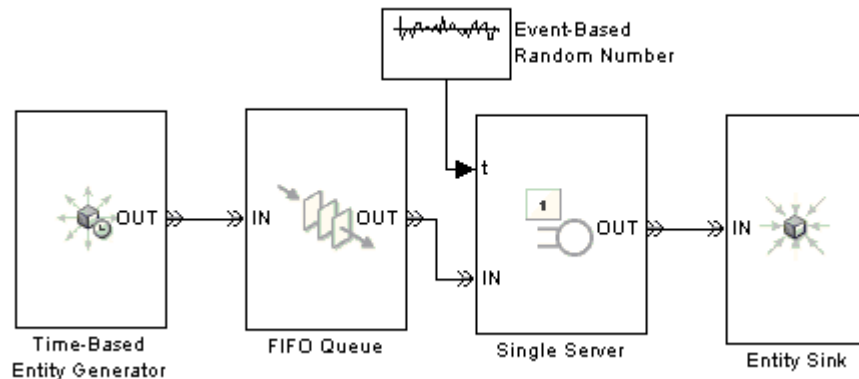 Event-Based
Random Number
t
1
OUT
IN
OUT
IN
OUT
IN
Time-Based
Entity Generator
FIFO Queue
Single Server
Entity Sink